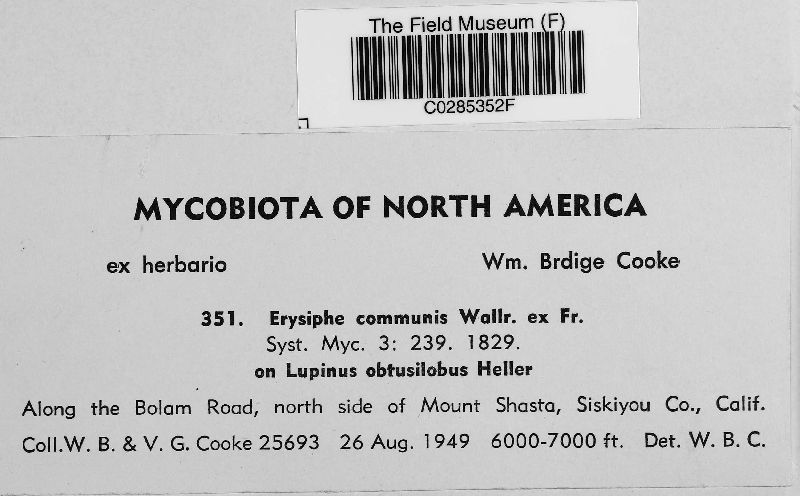 The Field Museum (F)
C0285352F
MYCOBIOTA OF NORTH AMERICA
ex herbario Wm. Brdige Cooke
351. Erysiphe communis Wallr. ex Fr.
Syst. Myc. 3: 239. 1829.
on Lupinus obtusilobus Heller
Along the Bolam Road, north side of Mount Shasta, Siskiyou Co., Calif.
Coll.W. B. & V. G. Cooke 25693 26 Aug. 1949 6000-7000 ft. Det. W. B. C.